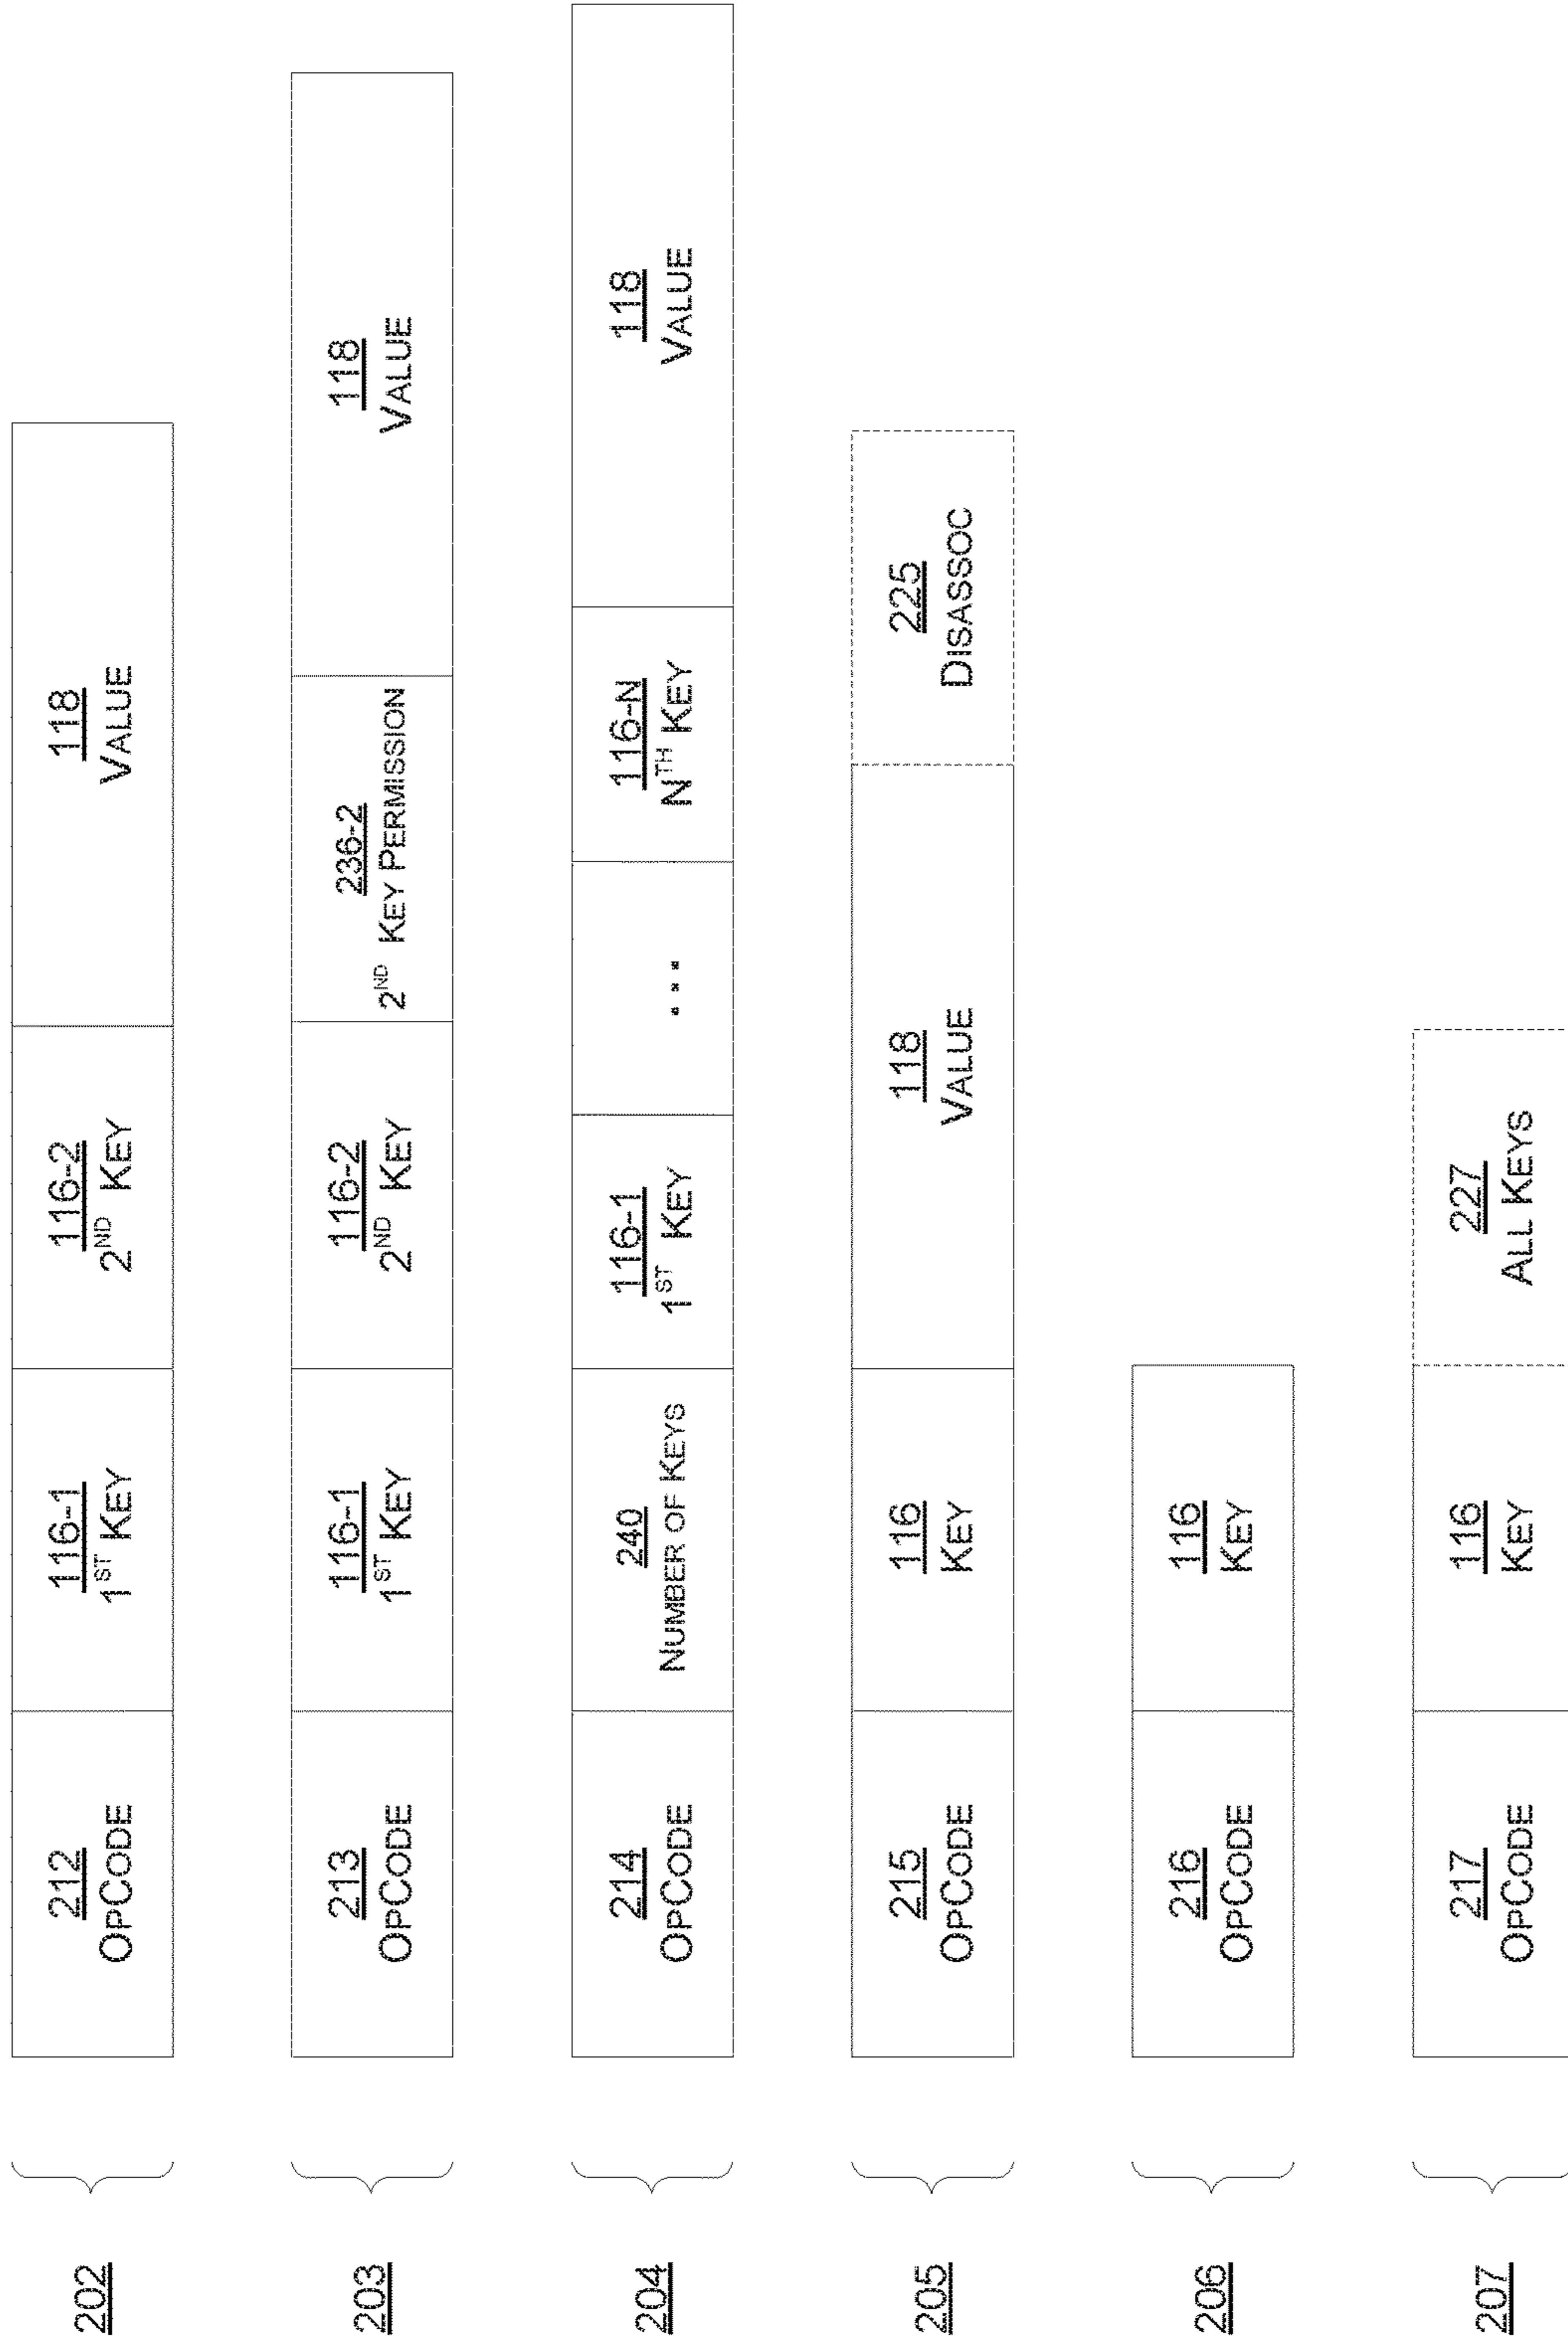 202
212
OPCODE
116-1
1ST KEY
116-2
2ND KEY
118
VALUE
203
213
OPCODE
116-1
1ST KEY
116-2
2ND KEY
236-2
2ND KEY PERMISSION
118
VALUE
204
214
OPCODE
240
NUMBER OF KEYS
116-1
1ST KEY
...
116-N
NTH KEY
118
VALUE
205
215
OPCODE
116
KEY
118
VALUE
225
DISASSOC
206
216
OPCODE
116
KEY
207
217
OPCODE
116
KEY
227
ALL KEYS